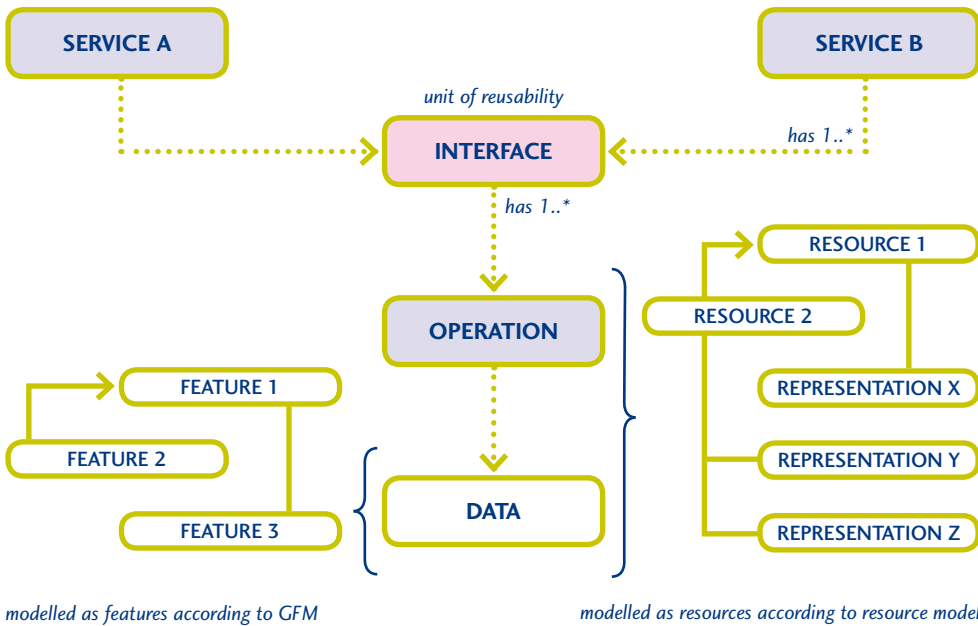 SERVICE A
SERVICE B
unit of reusability
INTERFACE
has 1..*
has 1..*
RESOURCE 1
RESOURCE 2
OPERATION
FEATURE 1
REPRESENTATION X
FEATURE 2
REPRESENTATION Y
DATA
FEATURE 3
REPRESENTATION Z
modelled as features according to GFM
modelled as resources according to resource model